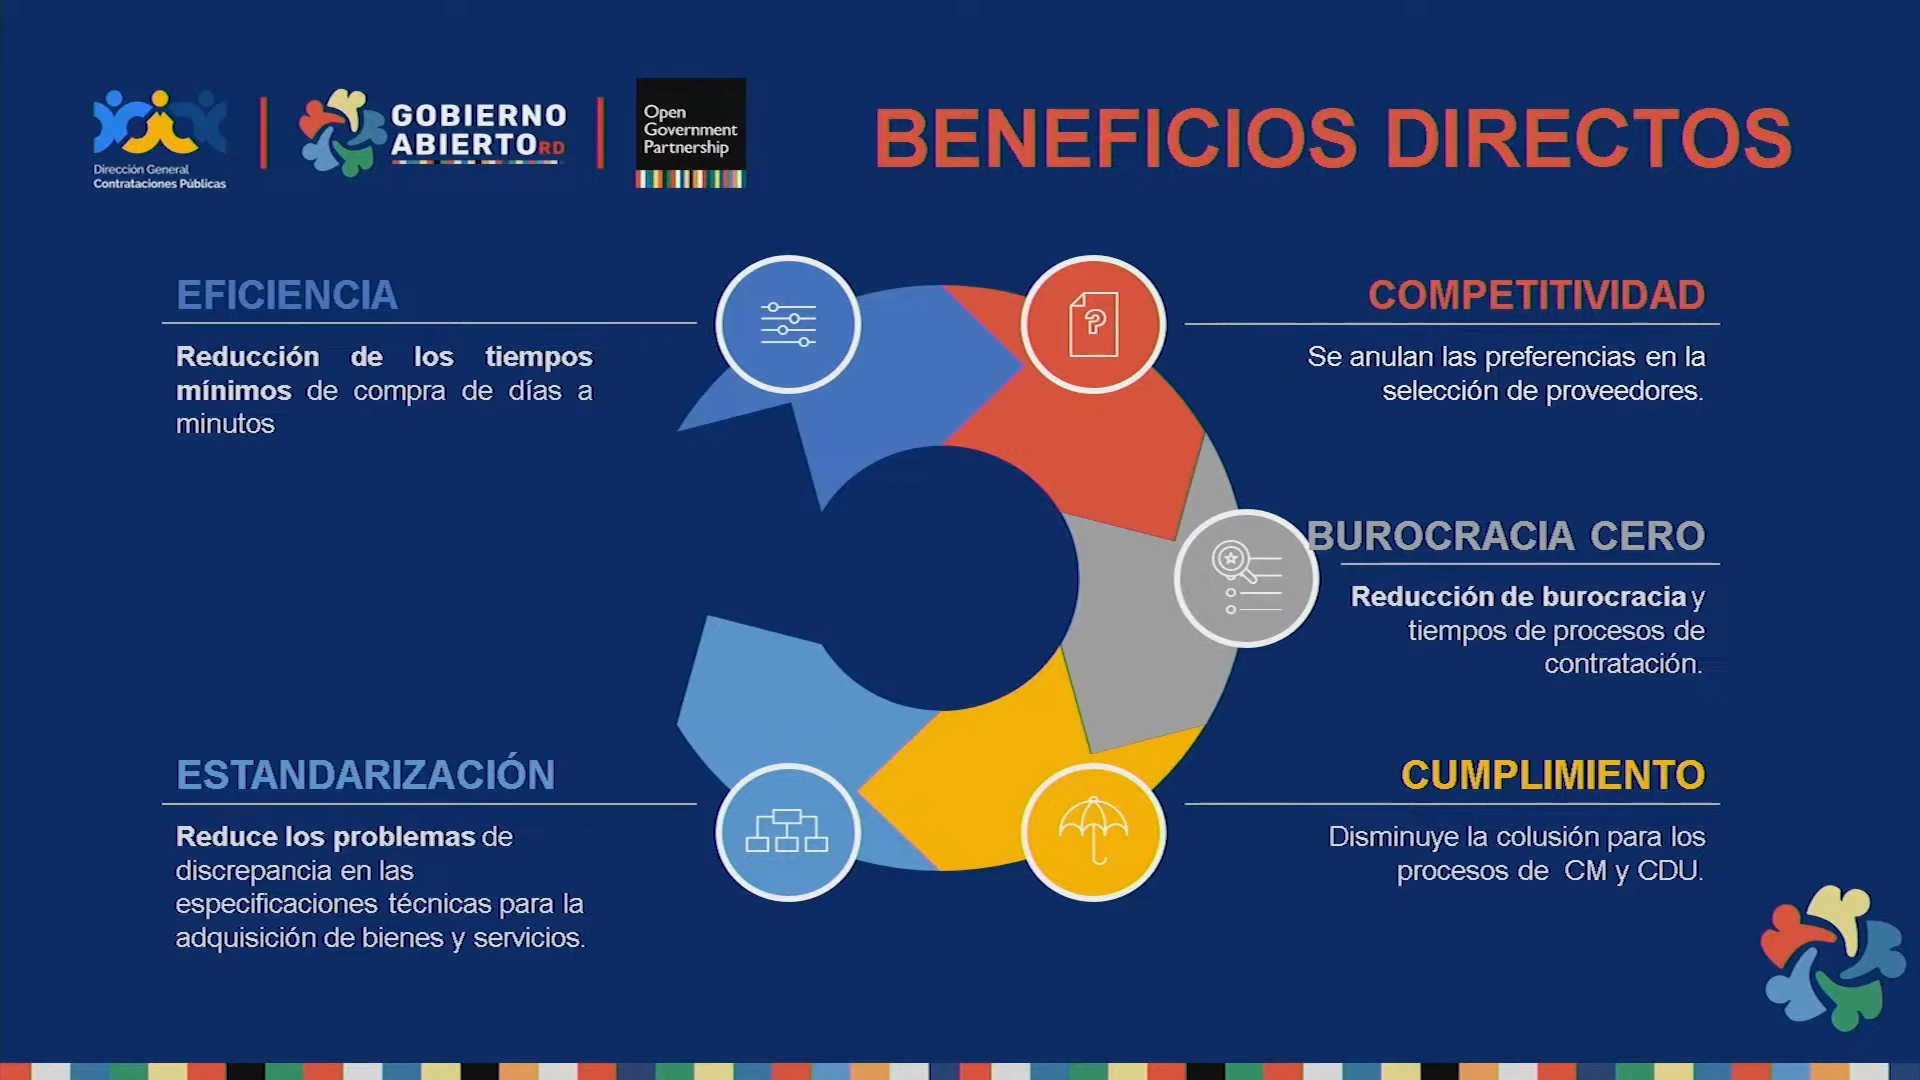 Dirección General
Contrataciones Públicas
GOBIERNO
ABIERTORD
Open
Government
Partnership
BENEFICIOS DIRECTOS
EFICIENCIA
Reducción de los tiempos
mínimos de compra de días a
minutos
COMPETITIVIDAD
Se anulan las preferencias en la
selección de proveedores.
?
BUROCRACIA CERO
Reducción de burocracia y
tiempos de procesos de
contratación.
ESTANDARIZACIÓN
Reduce los problemas de
discrepancia en las
especificaciones técnicas para la
adquisición de bienes y servicios.
CUMPLIMIENTO
Disminuye la colusión para los
procesos de CM y CDU.